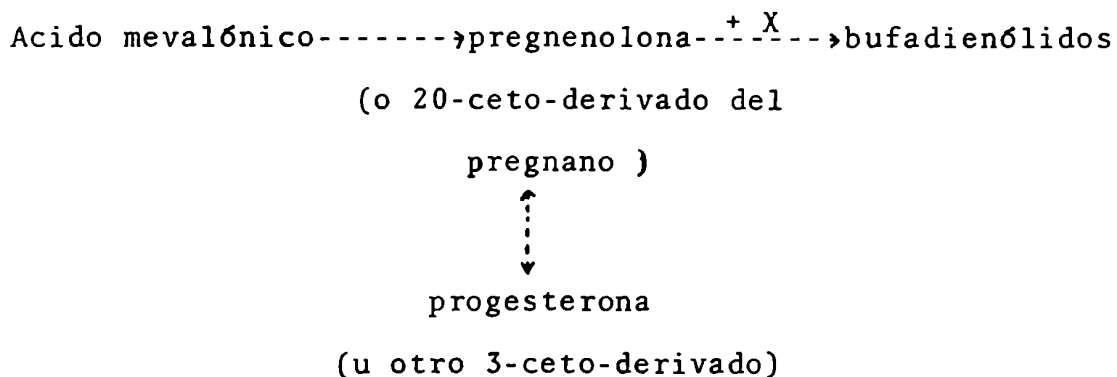 Acido mevalónico-------→pregnenolona--+-X---→bufadienólidos
(o 20-ceto-derivado del
pregnano )
progesterona
(u otro 3-ceto-derivado)